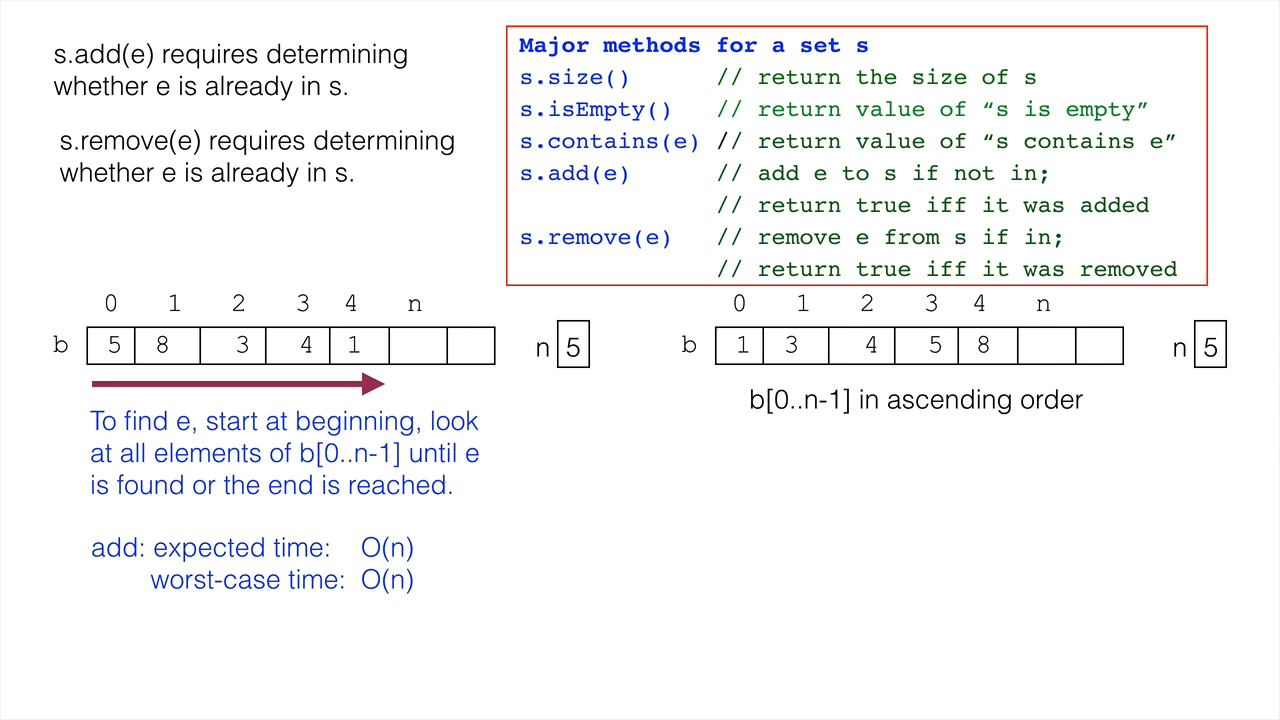 s.add(e) requires determining
whether e is already in s.
s.remove(e) requires determining
whether e is already in s.
Major methods for a set s
s.size() // return the size of s
s.isEmpty() // return value of “s is empty”
s.contains(e) // return value of “s contains e”
s.add(e) // add e to s if not in;
// return true iff it was added
s.remove(e) // remove e from s if in;
// return true iff it was removed
0 1 2 3 4 n
b 5 8 3 4 1 n 5
To find e, start at beginning, look
at all elements of b[0..n-1] until e
is found or the end is reached.
add: expected time: O(n)
worst-case time: O(n)
0 1 2 3 4 n
b 1 3 4 5 8 n 5
b[0..n-1] in ascending order